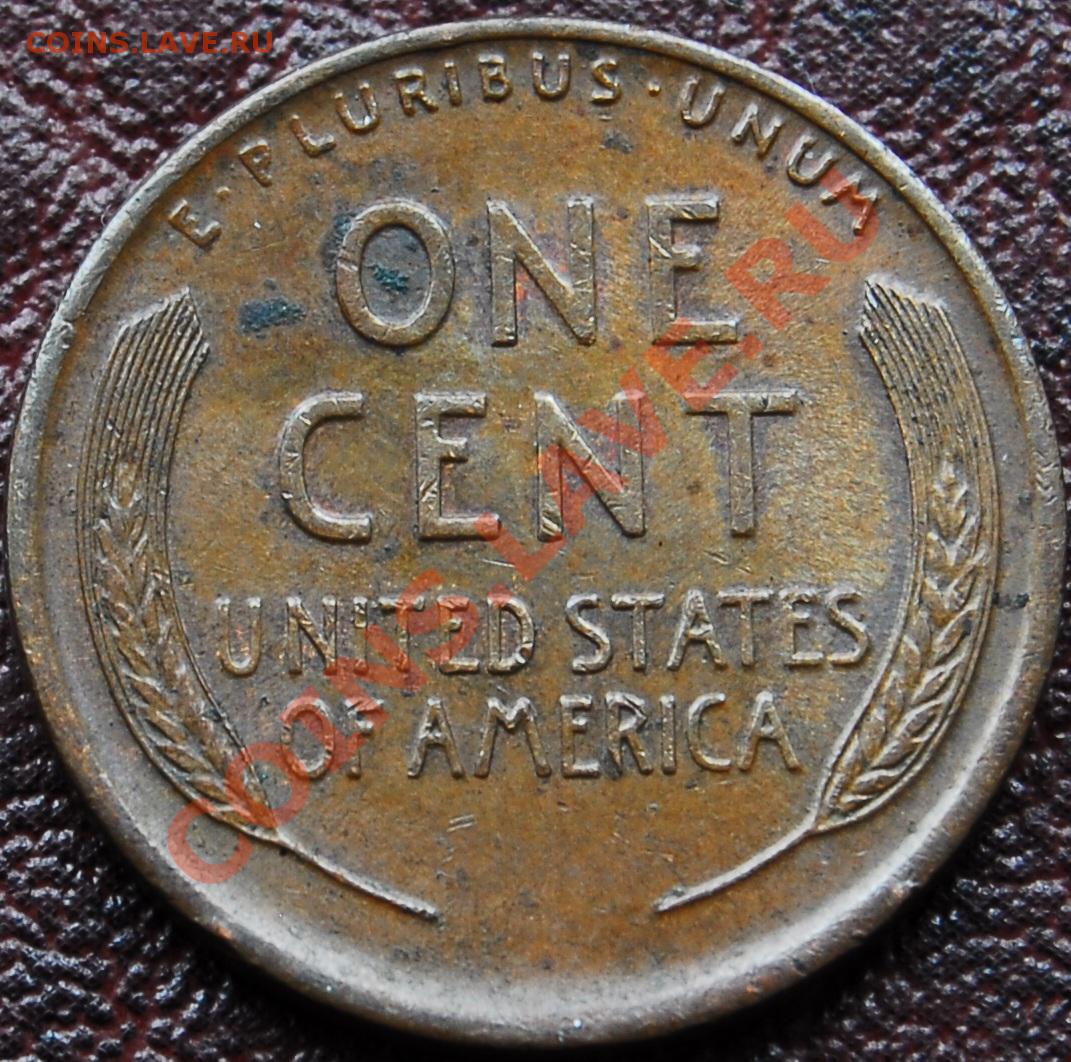 COINS.LAVE.RU
E·PLURIBUS·UNUM
ONE
CENT
UNITED STATES
OF AMERICA
COINS.LAVE.RU